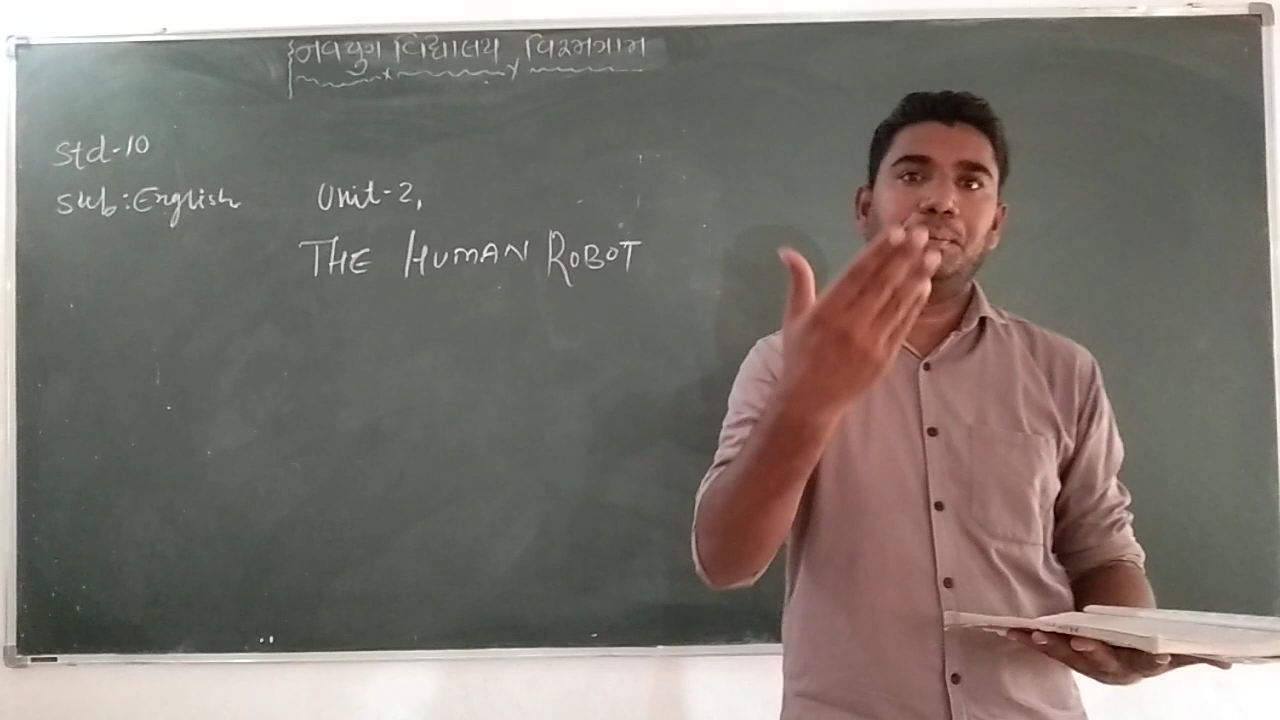 નવયુગ વિદ્યાલય, વિરમગામ
Std-10
Sub:English
Unit-2,
THE HUMAN ROBOT